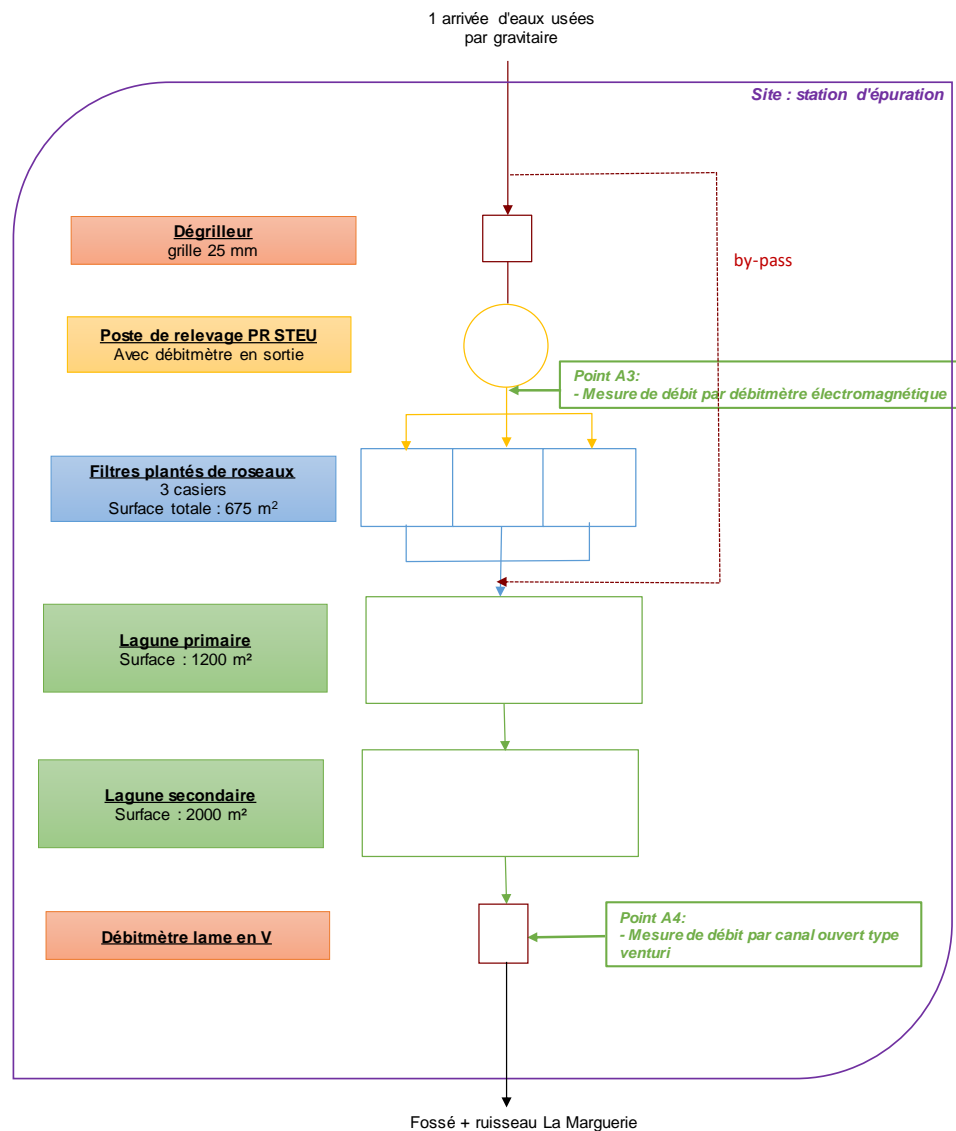 1 arrivée d'eaux usées
par gravitaire
Site : station d'épuration
Dégrilleur
grille 25 mm
by-pass
Poste de relevage PR STEU
Avec débitmètre en sortie
Point A3:
- Mesure de débit par débitmètre électromagnétique
Filtres plantés de roseaux
3 casiers
Surface totale : 675 m²
Lagune primaire
Surface : 1200 m²
Lagune secondaire
Surface : 2000 m²
Débitmètre lame en V
Point A4:
- Mesure de débit par canal ouvert type
venturi
Fossé + ruisseau La Marguerie